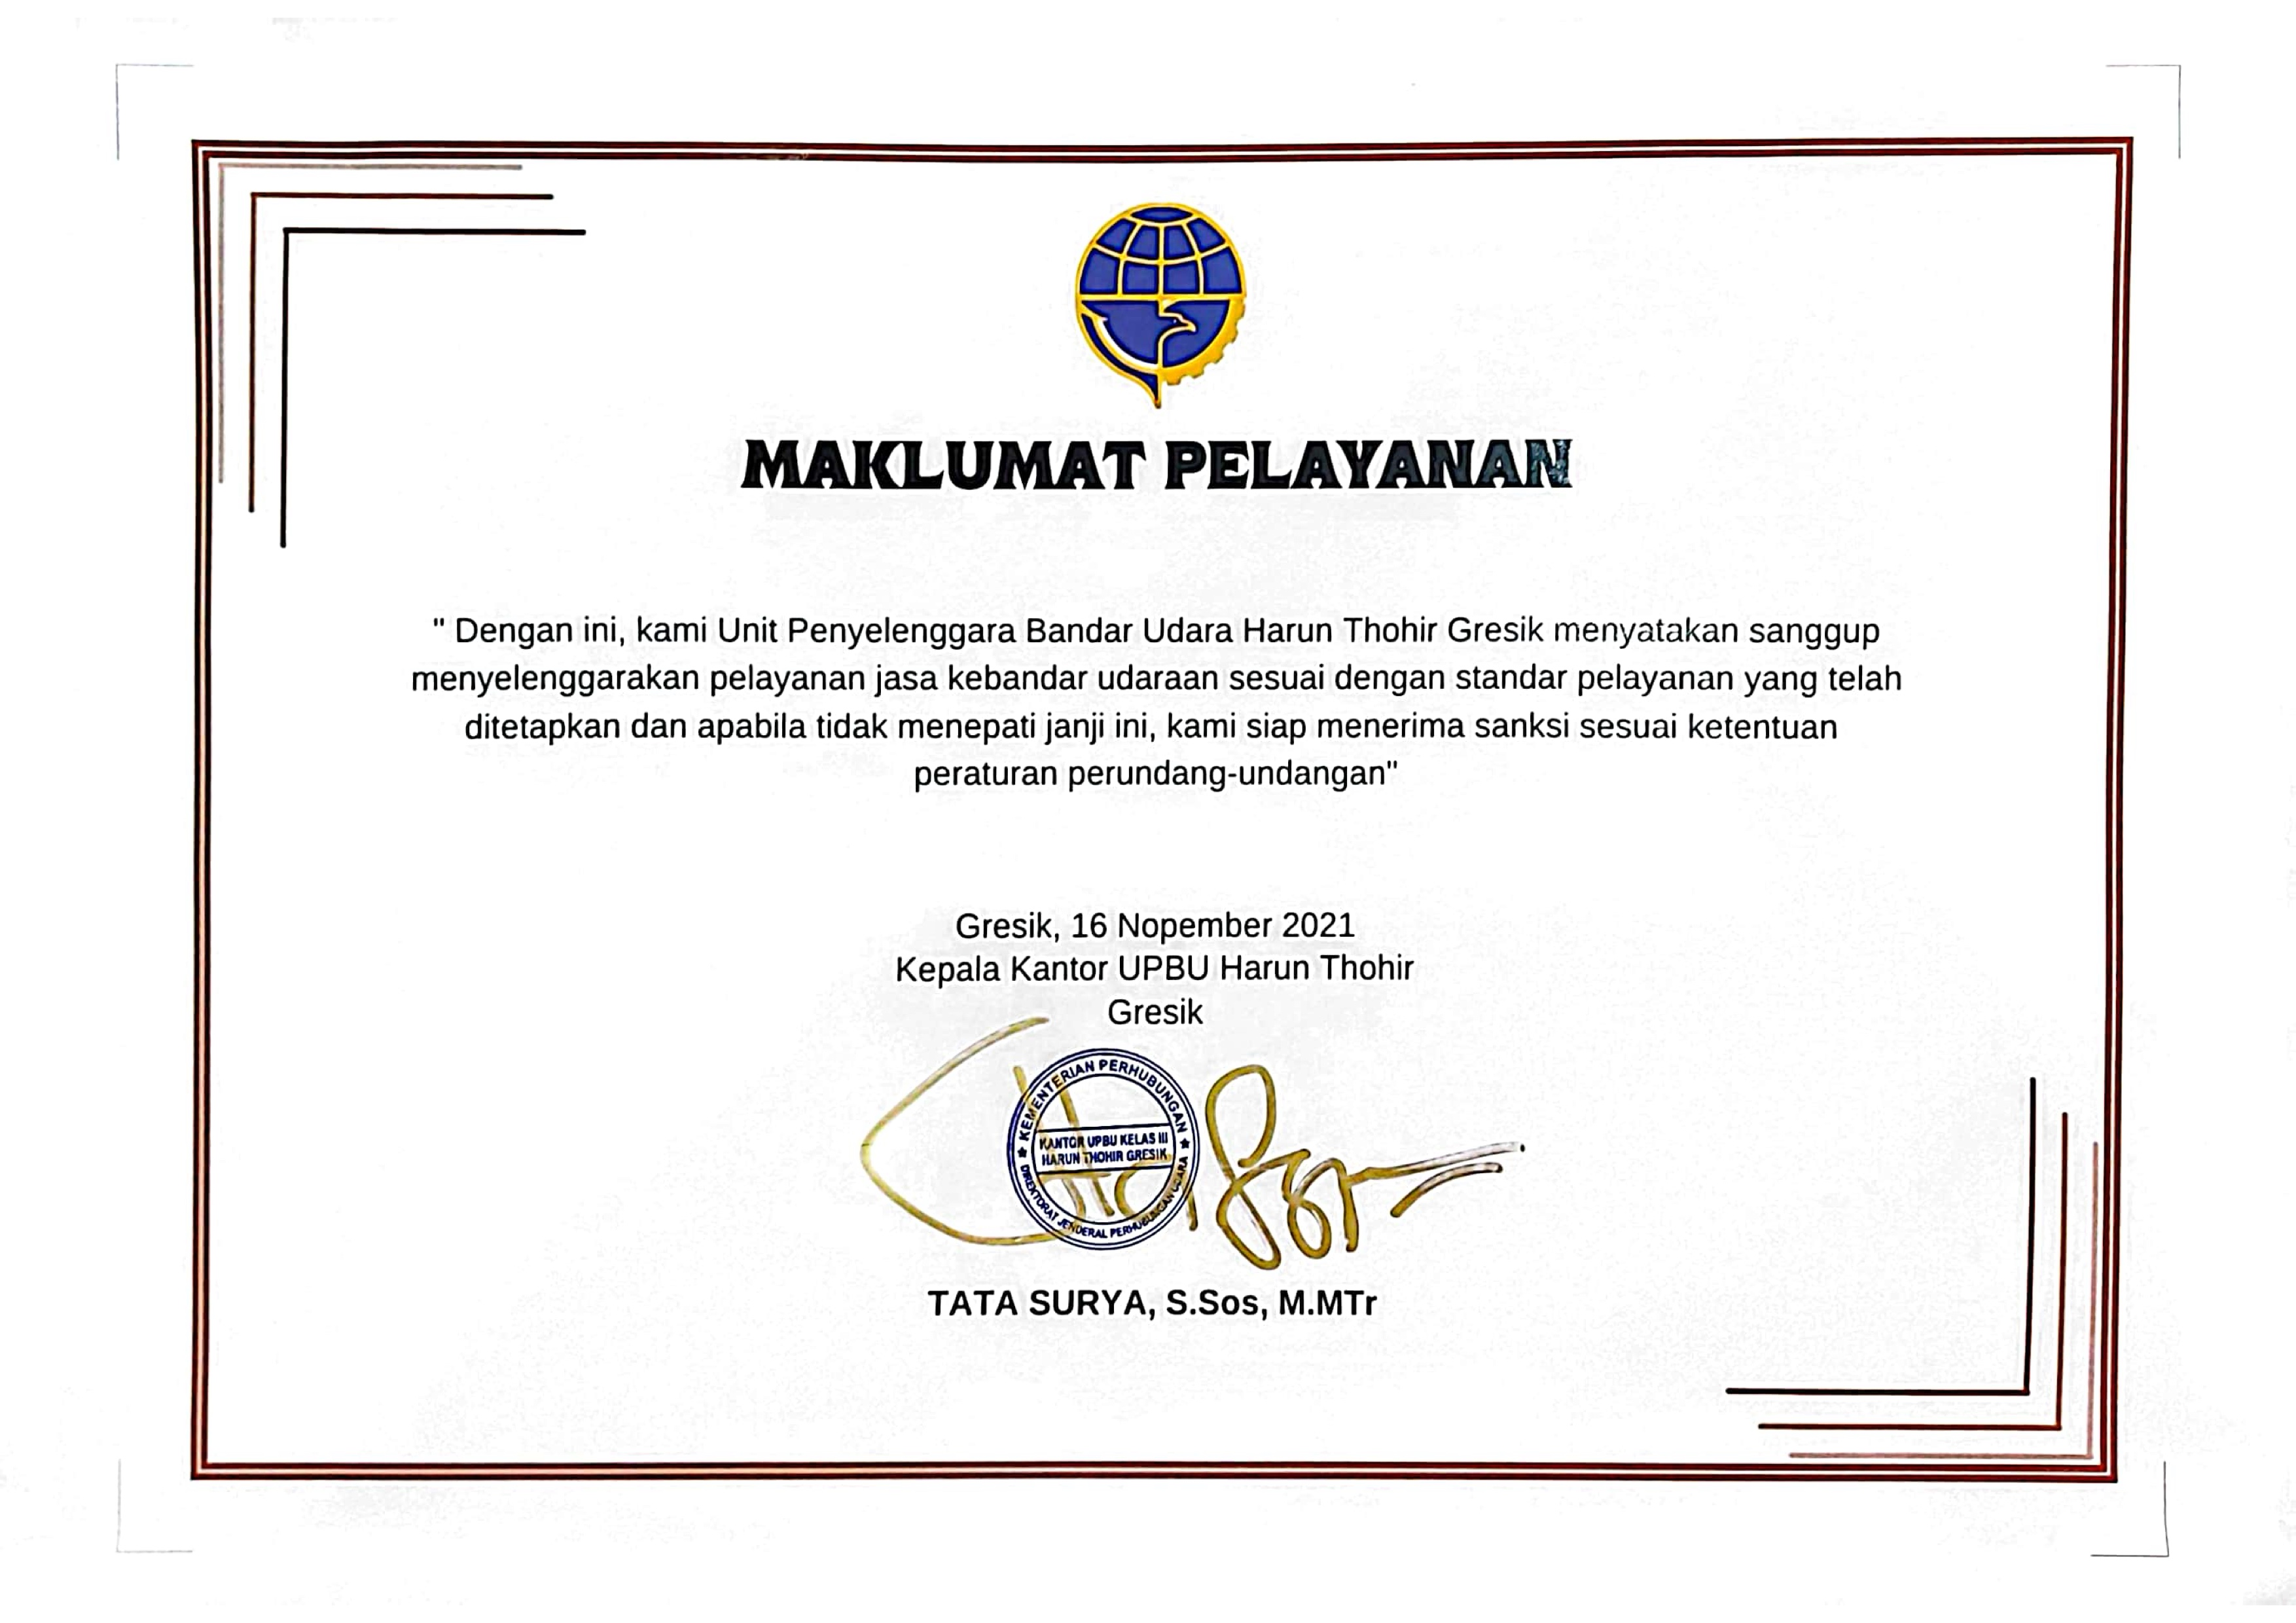 MAKLUMAT PELAYANAN
" Dengan ini, kami Unit Penyelenggara Bandar Udara Harun Thohir Gresik menyatakan sanggup
menyelenggarakan pelayanan jasa kebandar udaraan sesuai dengan standar pelayanan yang telah
ditetapkan dan apabila tidak menepati janji ini, kami siap menerima sanksi sesuai ketentuan
peraturan perundang-undangan"
Gresik, 16 Nopember 2021
Kepala Kantor UPBU Harun Thohir
Gresik
KEMENTERIAN PERHUBUNGAN
KANTOR UPBU KELAS III
HARUN THOHIR GRESIK
DIREKTORAT JENDERAL PERHUBUNGAN UDARA
TATA SURYA, S.Sos, M.MTr